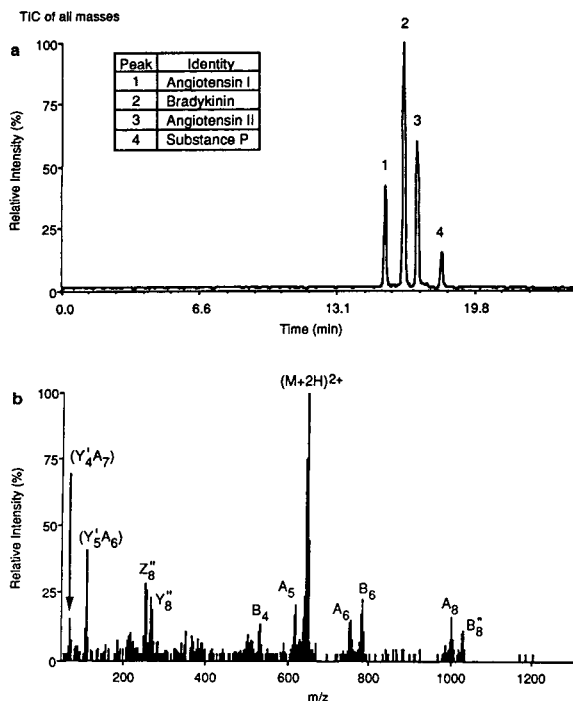 TIC of all masses
a
Peak Identity
1 Angiotensin I
2 Bradykinin
3 Angiotensin II
4 Substance P
Relative Intensity (%)
100
75
50
25
0
1
2
3
4
0.0 6.6 13.1 19.8
Time (min)
b
Relative Intensity (%)
100
75
50
25
0
(M+2H)²⁺
(Y'₄A₇)
(Y'₅A₆)
Z''₈
Y''₈
B₄
A₅
A₆
B₆
A₈
B''₈
200 400 600 800 1000 1200
m/z